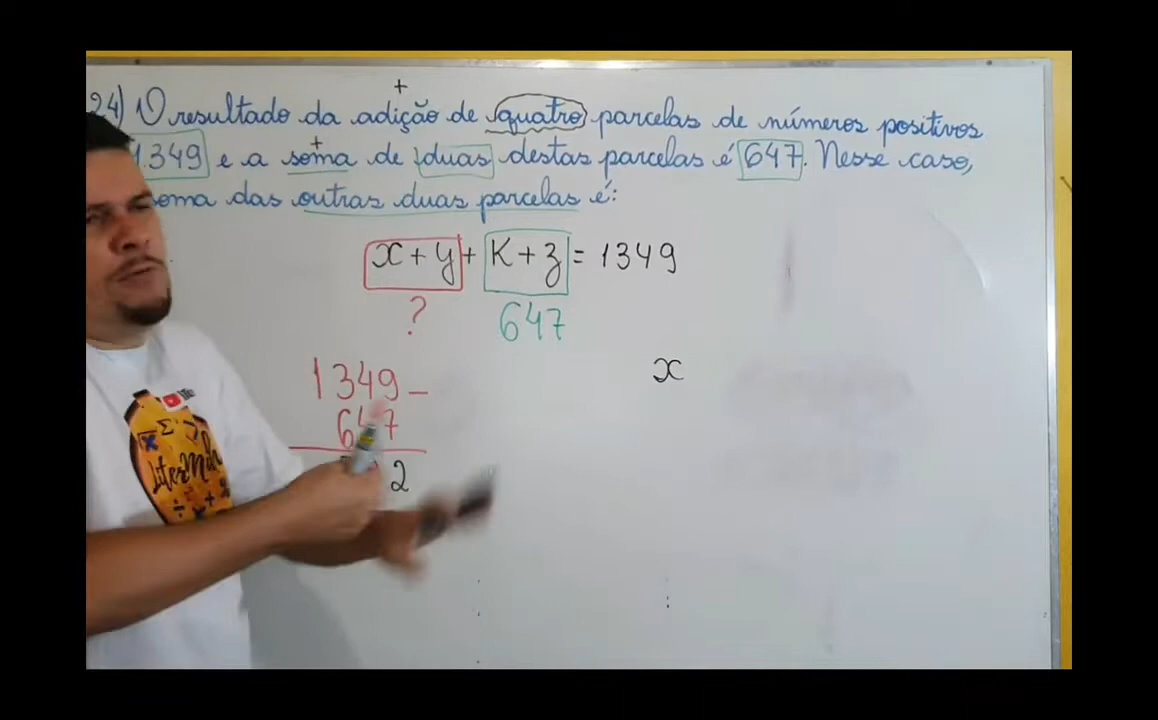 24) O resultado da adição de quatro parcelas de números positivos
+
1.349 e a soma de duas destas parcelas é 647. Nesse caso,
+
soma das outras duas parcelas é:
x + y + K + z = 1349
? 647
1349 -
x
647
2
LiterMath